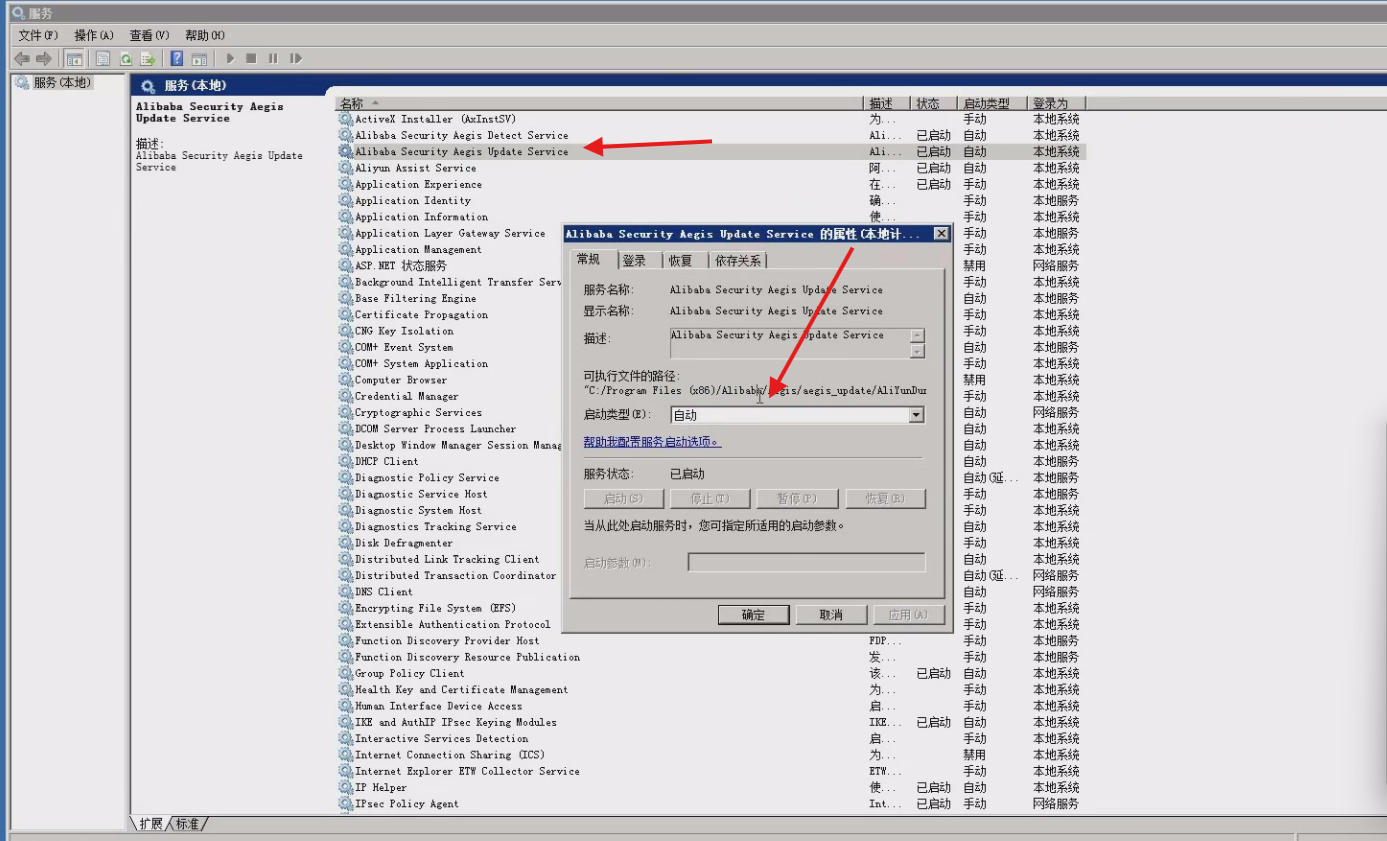 服务
文件(F) 操作(A) 查看(V) 帮助(H)
服务(本地)
服务(本地)
Alibaba Security Aegis
Update Service
描述:
Alibaba Security Aegis Update
Service
名称 描述 状态 启动类型 登录为
ActiveX Installer (AxInstSV) 为... 手动 本地系统
Alibaba Security Aegis Detect Service Ali... 已启动 自动 本地系统
Alibaba Security Aegis Update Service Ali... 已启动 自动 本地系统
Aliyun Assist Service 阿... 已启动 自动 本地系统
Application Experience 在... 已启动 手动 本地系统
Application Identity 确... 手动 本地服务
Application Information 使... 手动 本地系统
Application Layer Gateway Service 手动 本地服务
Application Management 手动 本地系统
ASP.NET 状态服务 禁用 网络服务
Background Intelligent Transfer Serv 手动 本地系统
Base Filtering Engine 自动 本地服务
Certificate Propagation 手动 本地系统
CNG Key Isolation 手动 本地系统
COM+ Event System 自动 本地服务
COM+ System Application 手动 本地系统
Computer Browser 禁用 本地系统
Credential Manager 手动 本地系统
Cryptographic Services 自动 网络服务
DCOM Server Process Launcher 自动 本地系统
Desktop Window Manager Session Manag 自动 本地系统
DHCP Client 自动 本地服务
Diagnostic Policy Service 自动(延... 本地服务
Diagnostic Service Host 手动 本地服务
Diagnostic System Host 手动 本地系统
Diagnostics Tracking Service 自动 本地系统
Disk Defragmenter 手动 本地系统
Distributed Link Tracking Client 自动 本地系统
Distributed Transaction Coordinator 自动(延... 网络服务
DNS Client 自动 网络服务
Encrypting File System (EFS) 手动 本地系统
Extensible Authentication Protocol 手动 本地系统
Function Discovery Provider Host FDP... 手动 本地服务
Function Discovery Resource Publication 发... 手动 本地服务
Group Policy Client 该... 已启动 自动 本地系统
Health Key and Certificate Management 为... 手动 本地系统
Human Interface Device Access 启... 手动 本地系统
IKE and AuthIP IPsec Keying Modules IKE... 已启动 自动 本地系统
Interactive Services Detection 启... 手动 本地系统
Internet Connection Sharing (ICS) 为... 禁用 本地系统
Internet Explorer ETW Collector Service ETW... 手动 本地系统
IP Helper 使... 已启动 自动 本地系统
IPsec Policy Agent Int... 已启动 手动 网络服务
扩展 标准
Alibaba Security Aegis Update Service 的属性(本地计...
常规 登录 恢复 依存关系
服务名称: Alibaba Security Aegis Update Service
显示名称: Alibaba Security Aegis Update Service
描述: Alibaba Security Aegis Update Service
可执行文件的路径:
"C:/Program Files (x86)/Alibaba/Aegis/aegis_update/AliYunDur
启动类型(E): 自动
帮助我配置服务启动选项。
服务状态: 已启动
启动(S) 停止(T) 暂停(P) 恢复(R)
当从此处启动服务时，您可指定所适用的启动参数。
启动参数(M):
确定 取消 应用(A)